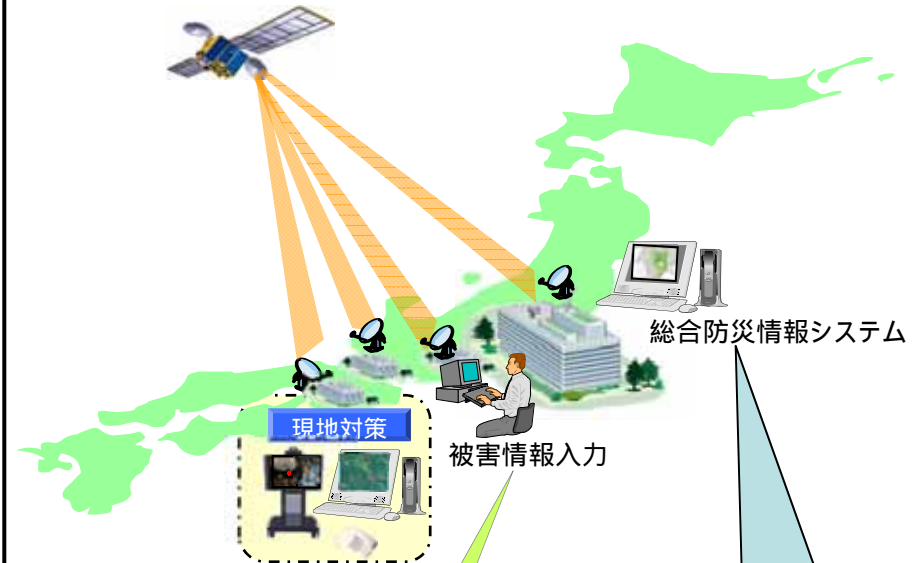 総合防災情報システム
現地対策
被害情報入力